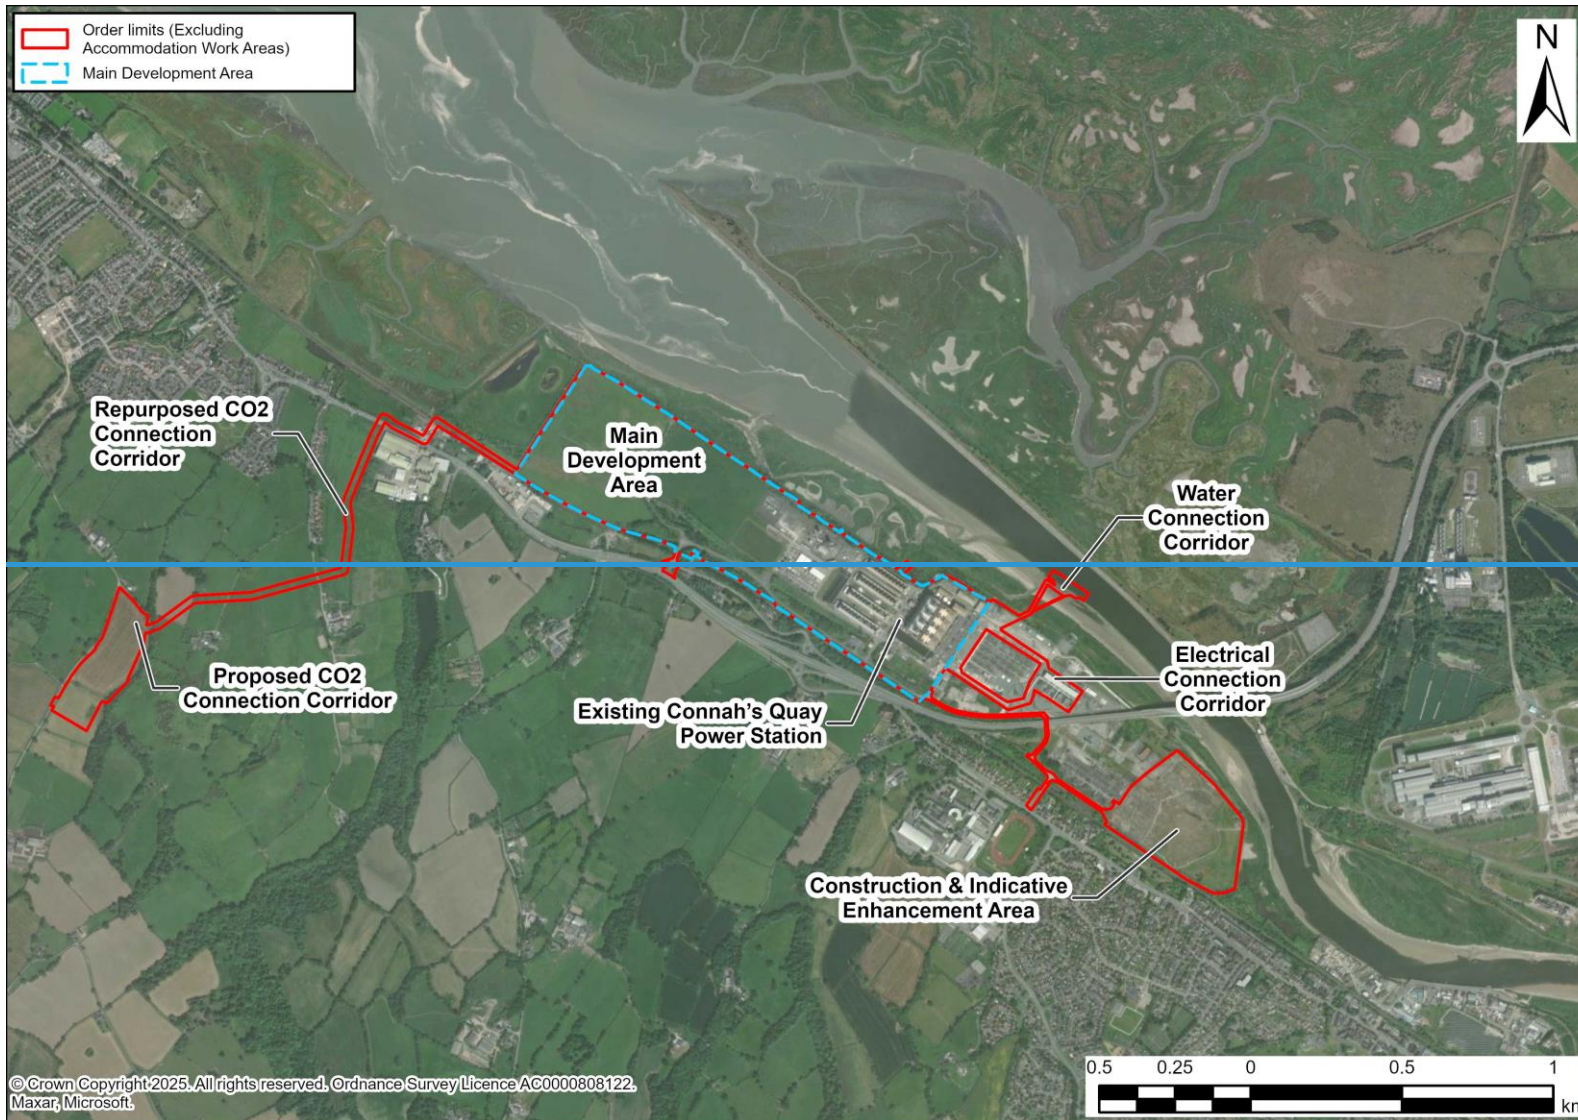 Order limits (Excluding
Accommodation Work Areas)
Main Development Area
N
Repurposed CO2
Connection
Corridor
Main
Development
Area
Water
Connection
Corridor
Proposed CO2
Connection Corridor
Electrical
Connection
Corridor
Existing Connah's Quay
Power Station
Construction & Indicative
Enhancement Area
© Crown Copyright 2025. All rights reserved. Ordnance Survey Licence AC0000808122.
Maxar, Microsoft.
0.5 0.25 0 0.5 1
km